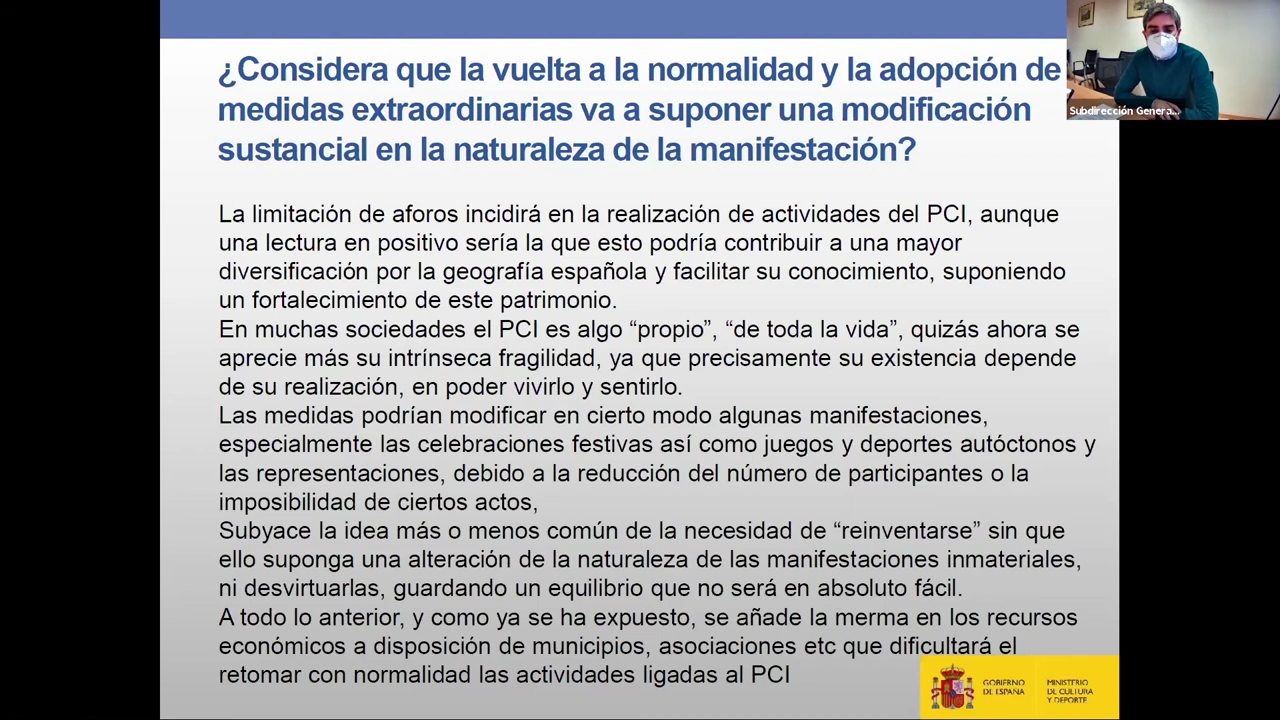 ¿Considera que la vuelta a la normalidad y la adopción de
medidas extraordinarias va a suponer una modificación
sustancial en la naturaleza de la manifestación?
Subdirección Genera...
La limitación de aforos incidirá en la realización de actividades del PCI, aunque
una lectura en positivo sería la que esto podría contribuir a una mayor
diversificación por la geografía española y facilitar su conocimiento, suponiendo
un fortalecimiento de este patrimonio.
En muchas sociedades el PCI es algo “propio”, “de toda la vida”, quizás ahora se
aprecie más su intrínseca fragilidad, ya que precisamente su existencia depende
de su realización, en poder vivirlo y sentirlo.
Las medidas podrían modificar en cierto modo algunas manifestaciones,
especialmente las celebraciones festivas así como juegos y deportes autóctonos y
las representaciones, debido a la reducción del número de participantes o la
imposibilidad de ciertos actos,
Subyace la idea más o menos común de la necesidad de “reinventarse” sin que
ello suponga una alteración de la naturaleza de las manifestaciones inmateriales,
ni desvirtuarlas, guardando un equilibrio que no será en absoluto fácil.
A todo lo anterior, y como ya se ha expuesto, se añade la merma en los recursos
económicos a disposición de municipios, asociaciones etc que dificultará el
retomar con normalidad las actividades ligadas al PCI
GOBIERNO
DE ESPAÑA
MINISTERIO
DE CULTURA
Y DEPORTE